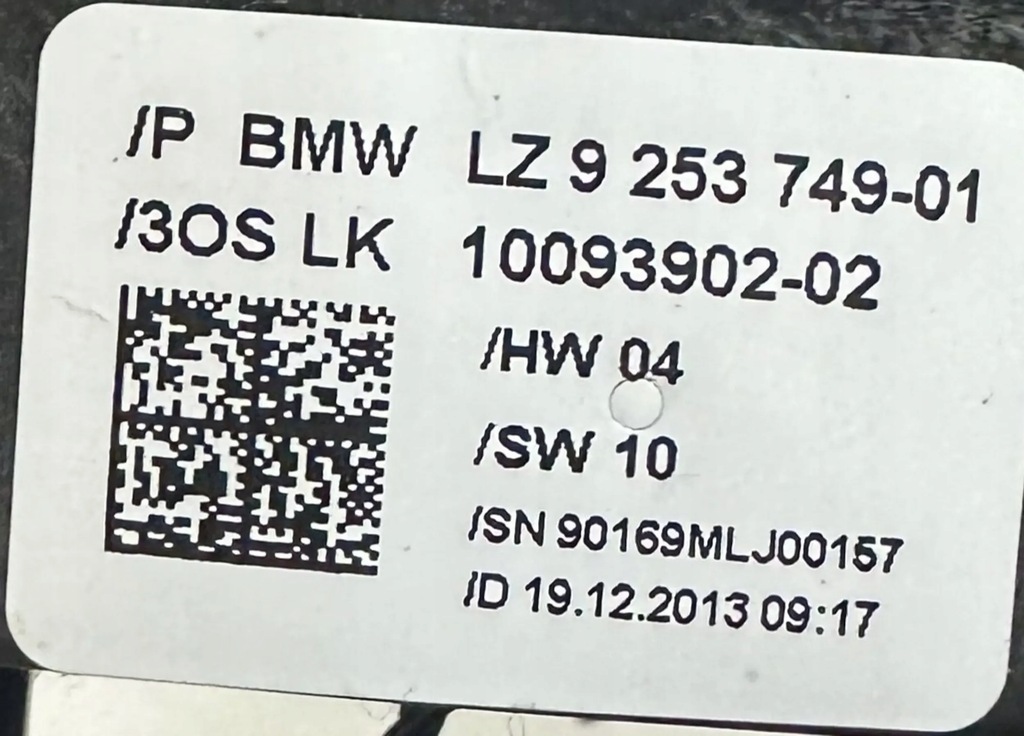 /P BMW LZ 9 253 749-01
/3OS LK 10093902-02
/HW 04
/SW 10
/SN 90169MLJ00157
/D 19.12.2013 09:17